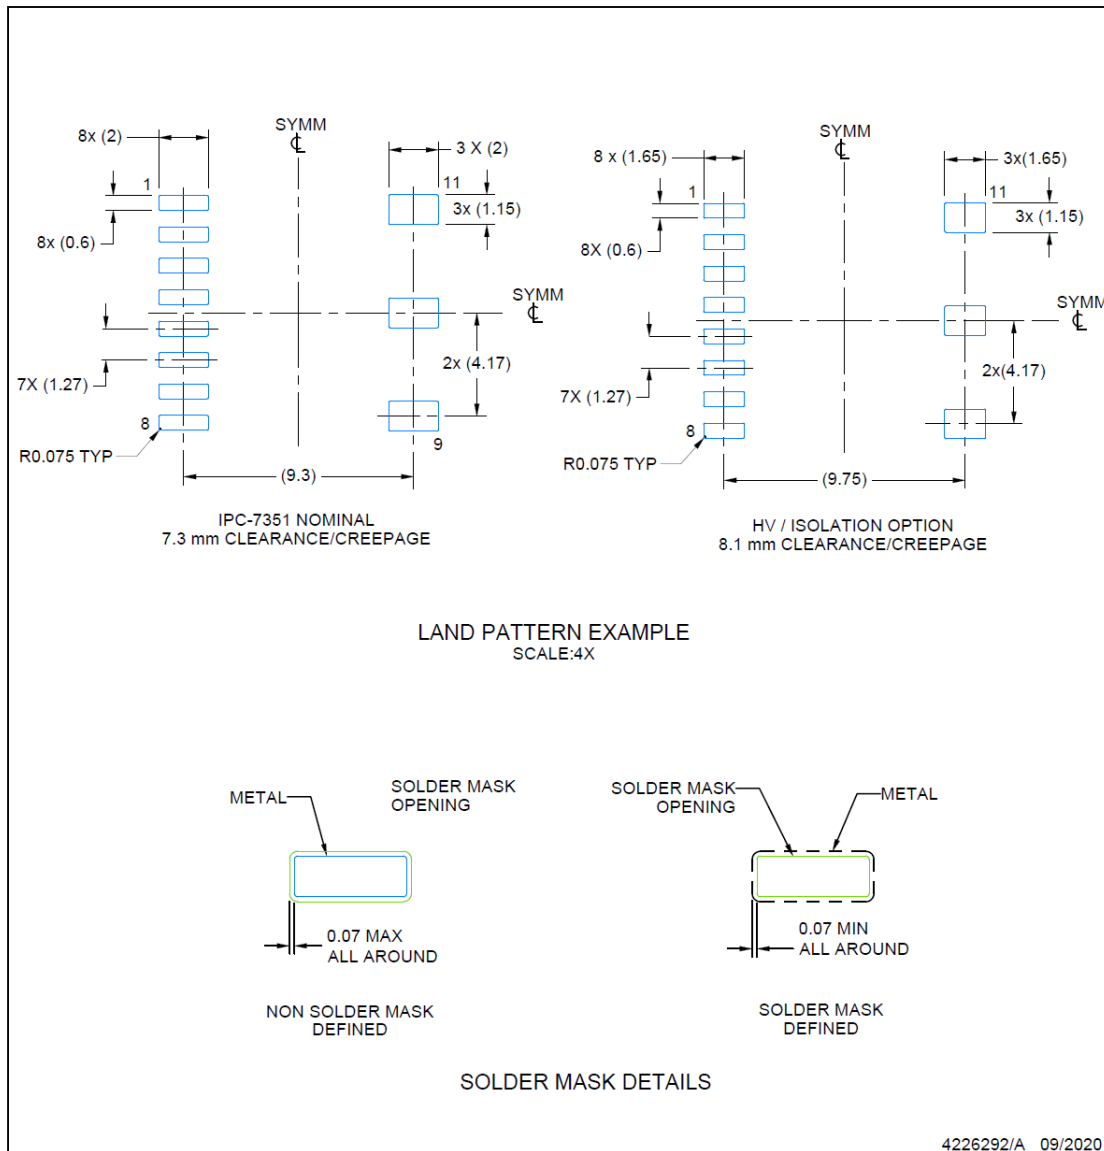 8x (2)
1
8x (0.6)
7X (1.27)
8
R0.075 TYP
SYMM
℄
3 X (2)
11
3x (1.15)
SYMM
℄
2x (4.17)
9
(9.3)
IPC-7351 NOMINAL
7.3 mm CLEARANCE/CREEPAGE
8 x (1.65)
1
8X (0.6)
7X (1.27)
8
R0.075 TYP
SYMM
℄
3x(1.65)
11
3x (1.15)
SYMM
℄
2x(4.17)
(9.75)
HV / ISOLATION OPTION
8.1 mm CLEARANCE/CREEPAGE
LAND PATTERN EXAMPLE
SCALE:4X
METAL
SOLDER MASK
OPENING
0.07 MAX
ALL AROUND
NON SOLDER MASK
DEFINED
SOLDER MASK
OPENING
METAL
0.07 MIN
ALL AROUND
SOLDER MASK
DEFINED
SOLDER MASK DETAILS
4226292/A 09/2020